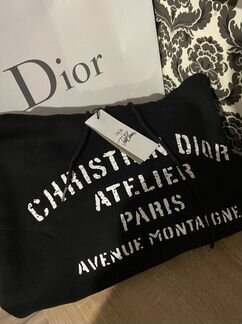 Dior
CHRISTIAN DIOR
ATELIER
PARIS
AVENUE MONTAIGNE